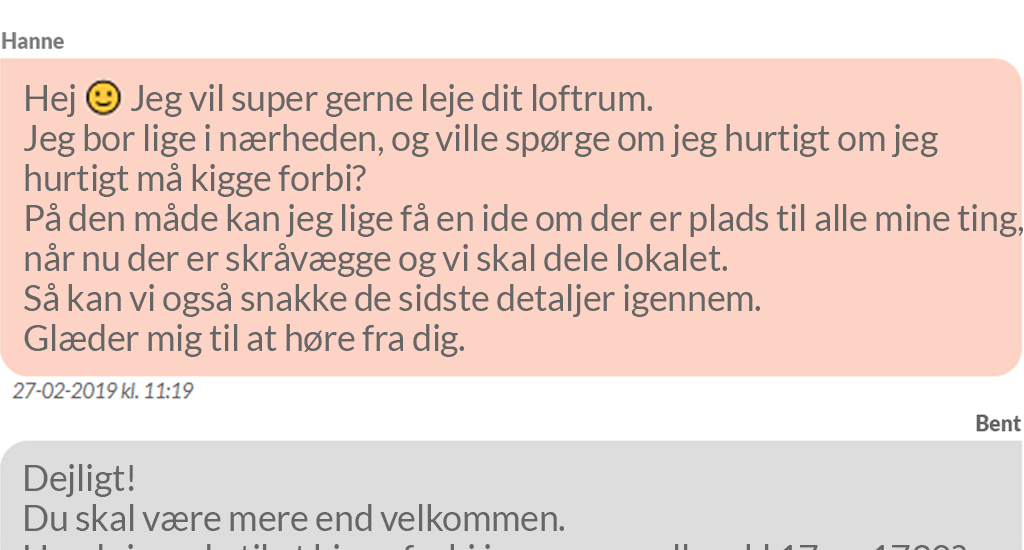 Hanne
Hej 🙂 Jeg vil super gerne leje dit loftrum.
Jeg bor lige i nærheden, og ville spørge om jeg hurtigt om jeg
hurtigt må kigge forbi?
På den måde kan jeg lige få en ide om der er plads til alle mine ting,
når nu der er skråvægge og vi skal dele lokalet.
Så kan vi også snakke de sidste detaljer igennem.
Glæder mig til at høre fra dig.
27-02-2019 kl. 11:19
Bent
Dejligt!
Du skal være mere end velkommen.